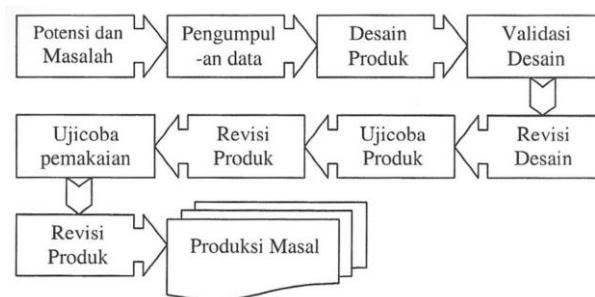 Potensi dan
Masalah
Pengumpul
-an data
Desain
Produk
Validasi
Desain
Revisi
Desain
Ujicoba
Produk
Revisi
Produk
Ujicoba
pemakaian
Revisi
Produk
Produksi Masal